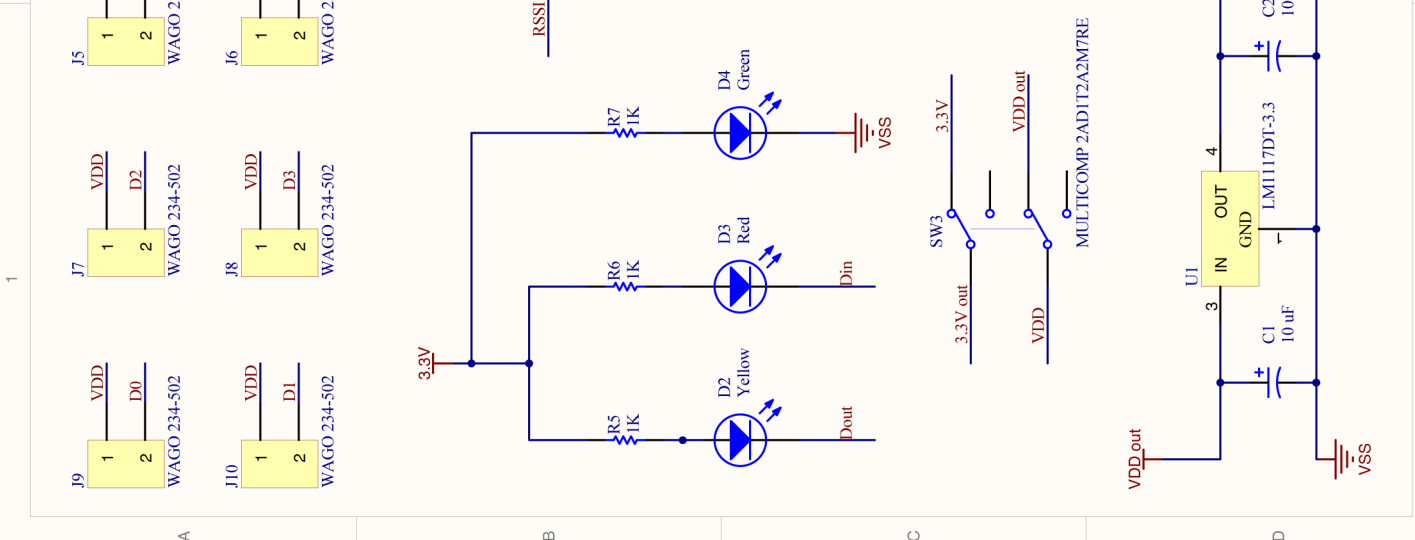 J5
1
2
WAGO 2
J6
1
2
WAGO 2
RSSI
C2
10
J7
1
2
VDD
D2
WAGO 234-502
J8
1
2
VDD
D3
WAGO 234-502
J9
1
2
VDD
D0
WAGO 234-502
J10
1
2
VDD
D1
WAGO 234-502
3.3V
R7
1K
D4
Green
VSS
R6
1K
D3
Red
Din
R5
1K
D2
Yellow
Dout
SW3
3.3V
VDD out
3.3V out
VDD
MULTICOMP 2AD1T2A2M7RE
U1
LM1117DT-3.3
4
OUT
GND
1
IN
3
C1
10 uF
VDD out
VSS
1
A
B
C
D